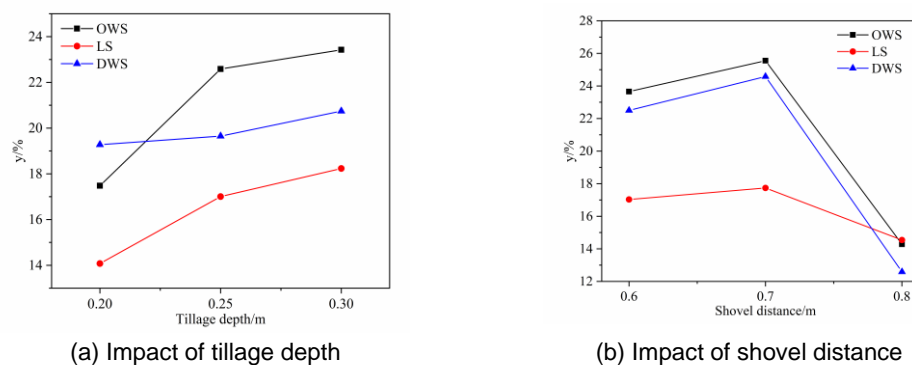 OWS
LS
DWS
24
22
20
18
16
14
y/%
0.20 0.25 0.30
Tillage depth/m
(a) Impact of tillage depth
OWS
LS
DWS
28
26
24
22
20
18
16
14
12
y/%
0.6 0.7 0.8
Shovel distance/m
(b) Impact of shovel distance